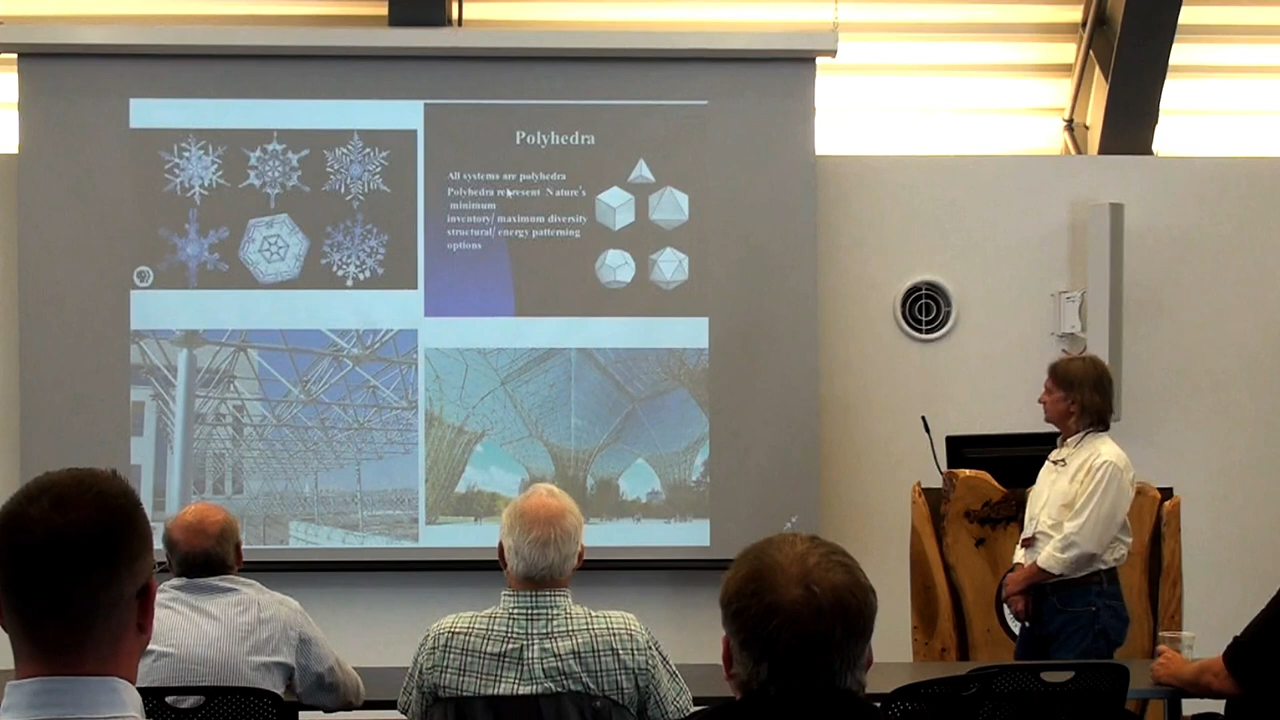 Polyhedra
All systems are polyhedra
Polyhedra represent Nature's
minimum
inventory/ maximum diversity
structural/ energy patterning
options